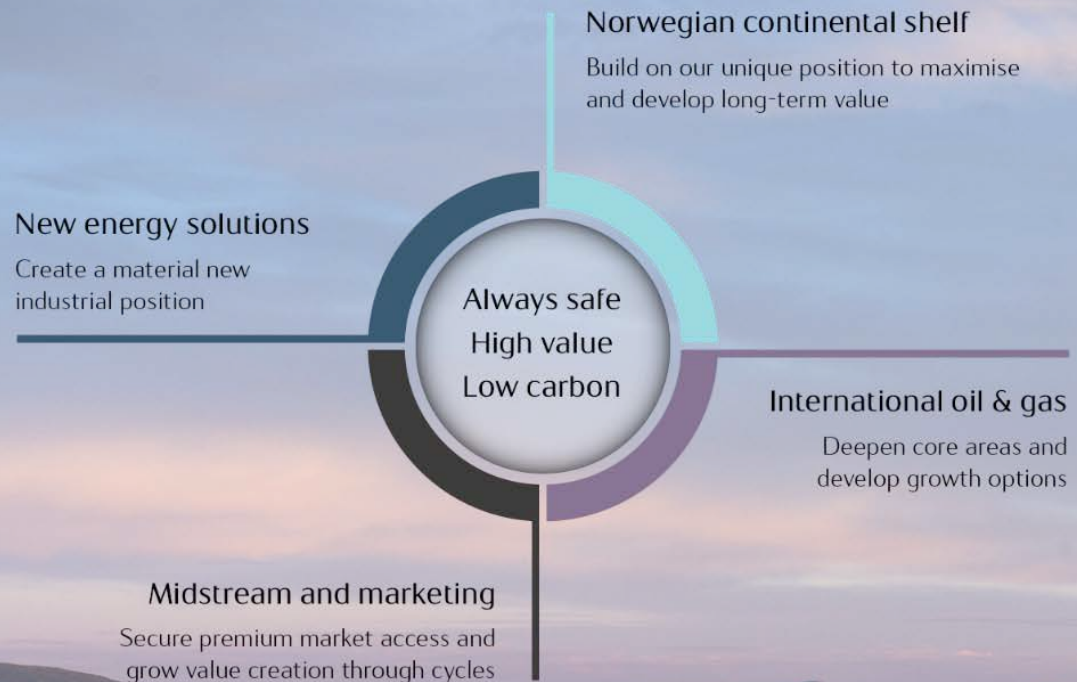 Norwegian continental shelf
Build on our unique position to maximise
and develop long-term value
New energy solutions
Create a material new
industrial position
Always safe
High value
Low carbon
International oil & gas
Deepen core areas and
develop growth options
Midstream and marketing
Secure premium market access and
grow value creation through cycles